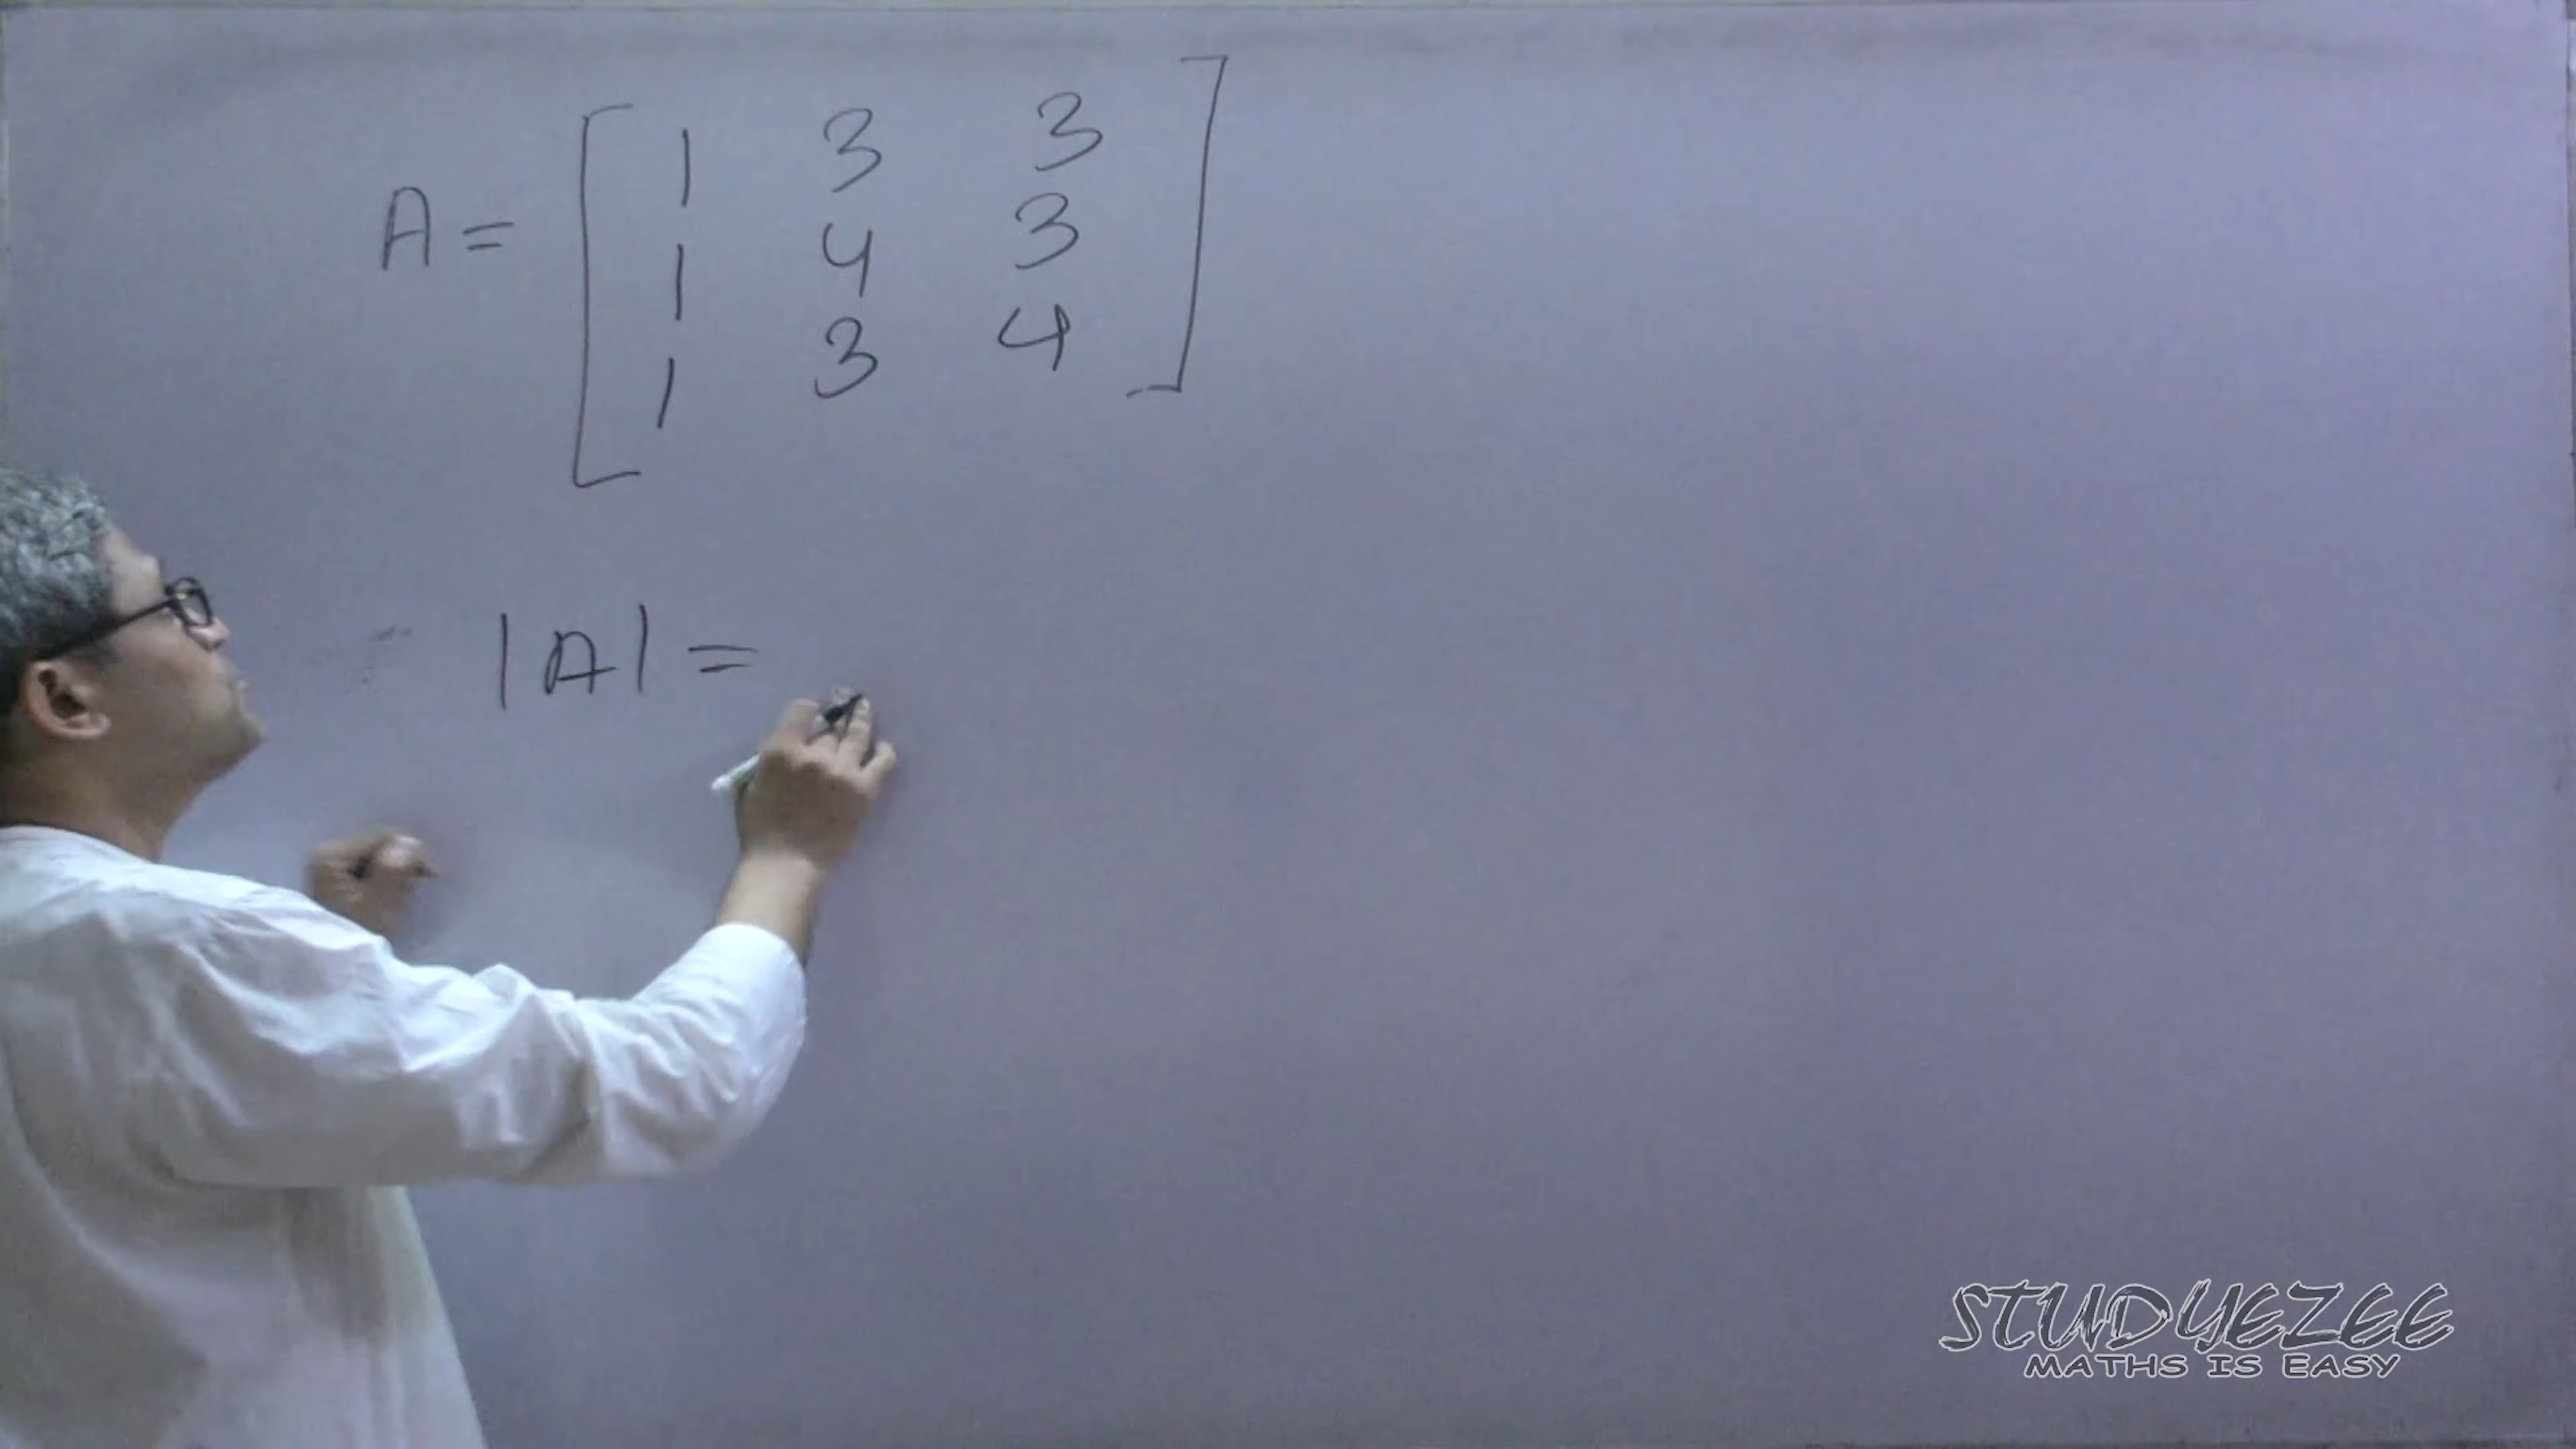 A = [ 1 3 3
1 4 3
1 3 4 ]
|A| =
STUDYEZEE
MATHS IS EASY